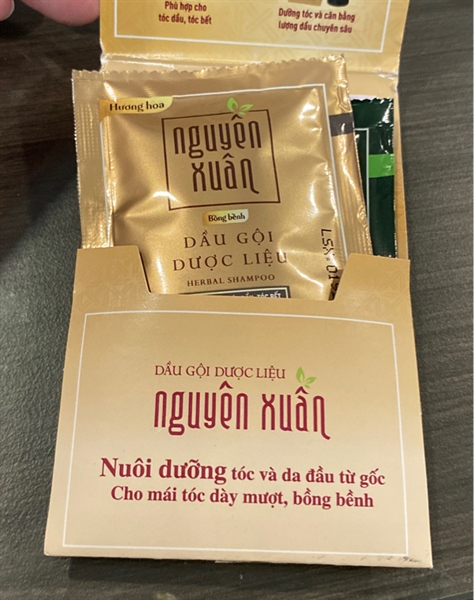 Phù hợp cho
tóc dầu, tóc bết
Dưỡng tóc và cân bằng
lượng dầu chuyên sâu
Hương hoa
nguyên
xuân
Bồng bềnh
DẦU GỘI
DƯỢC LIỆU
HERBAL SHAMPOO
LSX:01
DẦU GỘI DƯỢC LIỆU
nguyên xuân
Nuôi dưỡng tóc và da đầu từ gốc
Cho mái tóc dày mượt, bồng bềnh